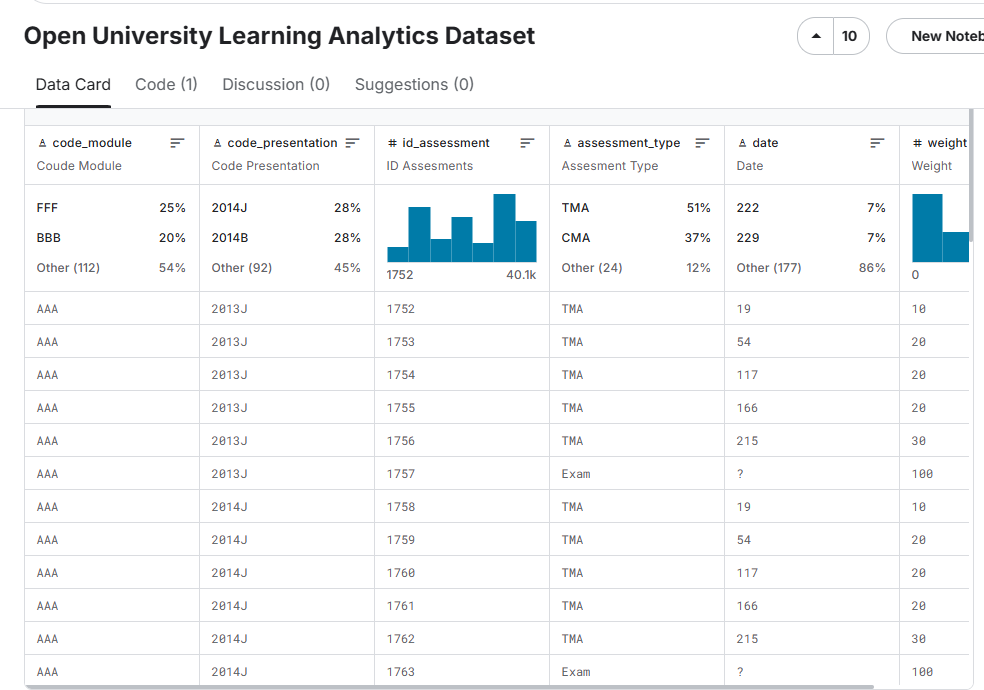 Open University Learning Analytics Dataset
10
New Noteb
Data Card Code (1) Discussion (0) Suggestions (0)
code_module code_presentation # id_assessment assessment_type date # weight
Coude Module Code Presentation ID Assesments Assesment Type Date Weight
FFF 25% 2014J 28% TMA 51% 222 7%
BBB 20% 2014B 28% CMA 37% 229 7%
Other (112) 54% Other (92) 45% 1752 40.1k Other (24) 12% Other (177) 86% 0
AAA 2013J 1752 TMA 19 10
AAA 2013J 1753 TMA 54 20
AAA 2013J 1754 TMA 117 20
AAA 2013J 1755 TMA 166 20
AAA 2013J 1756 TMA 215 30
AAA 2013J 1757 Exam ? 100
AAA 2014J 1758 TMA 19 10
AAA 2014J 1759 TMA 54 20
AAA 2014J 1760 TMA 117 20
AAA 2014J 1761 TMA 166 20
AAA 2014J 1762 TMA 215 30
AAA 2014J 1763 Exam ? 100